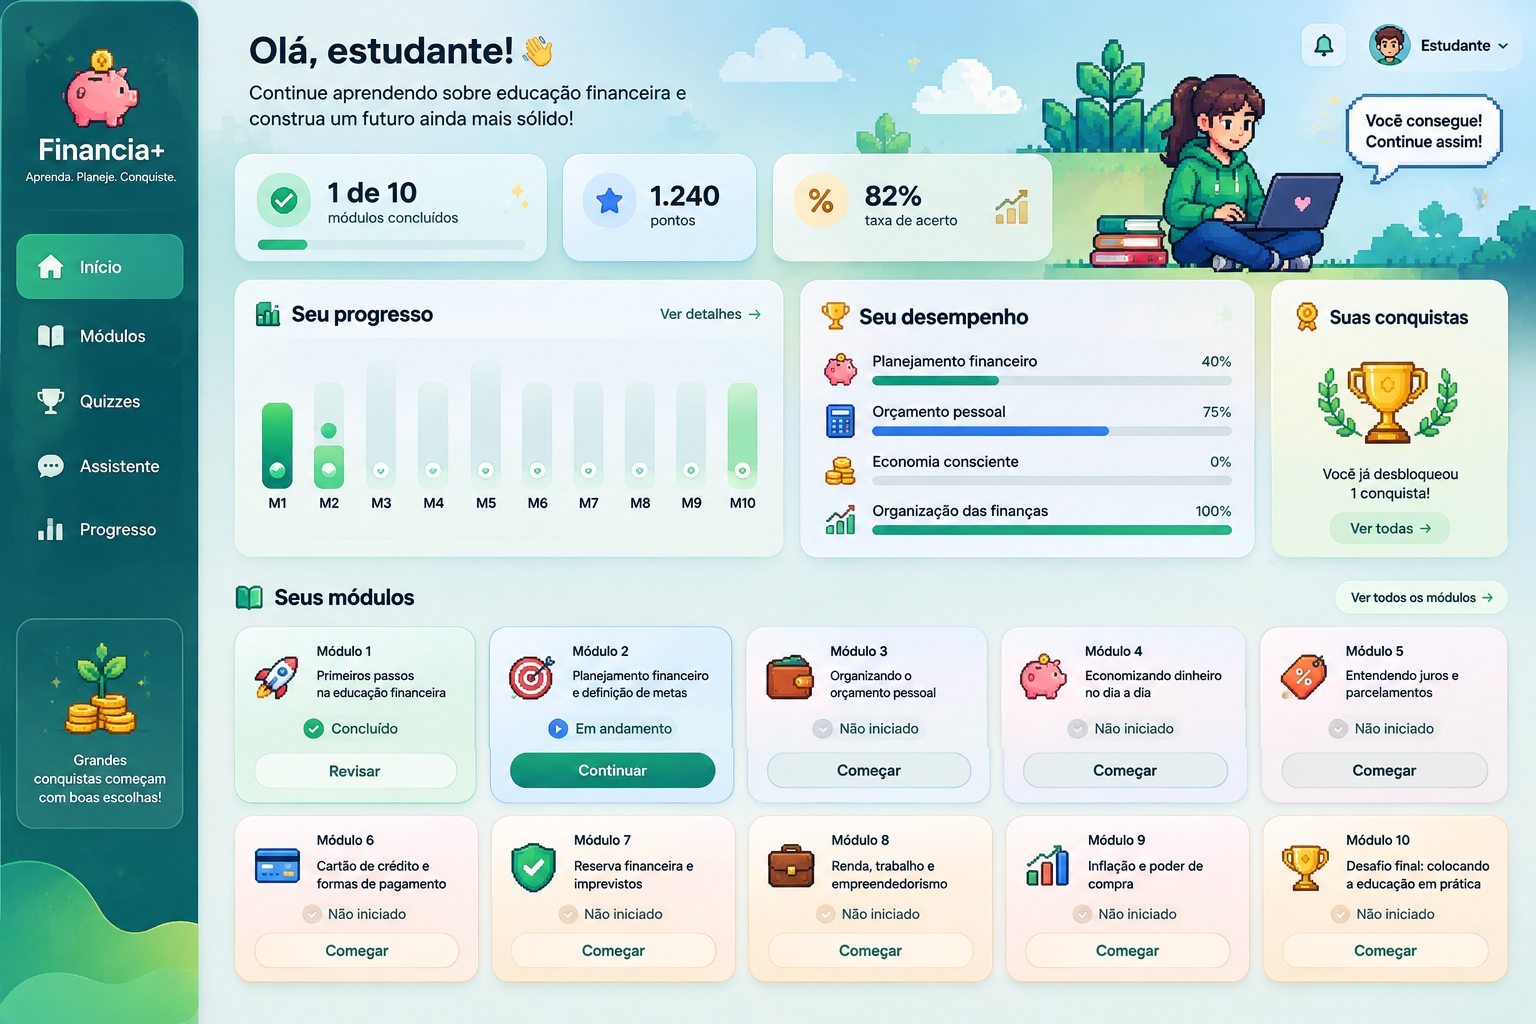 Financia+
Aprenda. Planeje. Conquiste.
Início
Módulos
Quizzes
Assistente
Progresso
Grandes
conquistas começam
com boas escolhas!
Olá, estudante! 👋
Continue aprendendo sobre educação financeira e
construa um futuro ainda mais sólido!
Estudante
Você consegue!
Continue assim!
1 de 10
módulos concluídos
1.240
pontos
%
82%
taxa de acerto
Seu progresso
Ver detalhes →
M1 M2 M3 M4 M5 M6 M7 M8 M9 M10
Seu desempenho
Planejamento financeiro 40%
Orçamento pessoal 75%
Economia consciente 0%
Organização das finanças 100%
Suas conquistas
Você já desbloqueou
1 conquista!
Ver todas →
Seus módulos
Ver todos os módulos →
Módulo 1
Primeiros passos
na educação financeira
Concluído
Revisar
Módulo 2
Planejamento financeiro
e definição de metas
Em andamento
Continuar
Módulo 3
Organizando o
orçamento pessoal
Não iniciado
Começar
Módulo 4
Economizando dinheiro
no dia a dia
Não iniciado
Começar
%
Módulo 5
Entendendo juros e
parcelamentos
Não iniciado
Começar
Módulo 6
Cartão de crédito e
formas de pagamento
Não iniciado
Começar
Módulo 7
Reserva financeira e
imprevistos
Não iniciado
Começar
Módulo 8
Renda, trabalho e
empreendedorismo
Não iniciado
Começar
Módulo 9
Inflação e poder de
compra
Não iniciado
Começar
Módulo 10
Desafio final: colocando
a educação em prática
Não iniciado
Começar